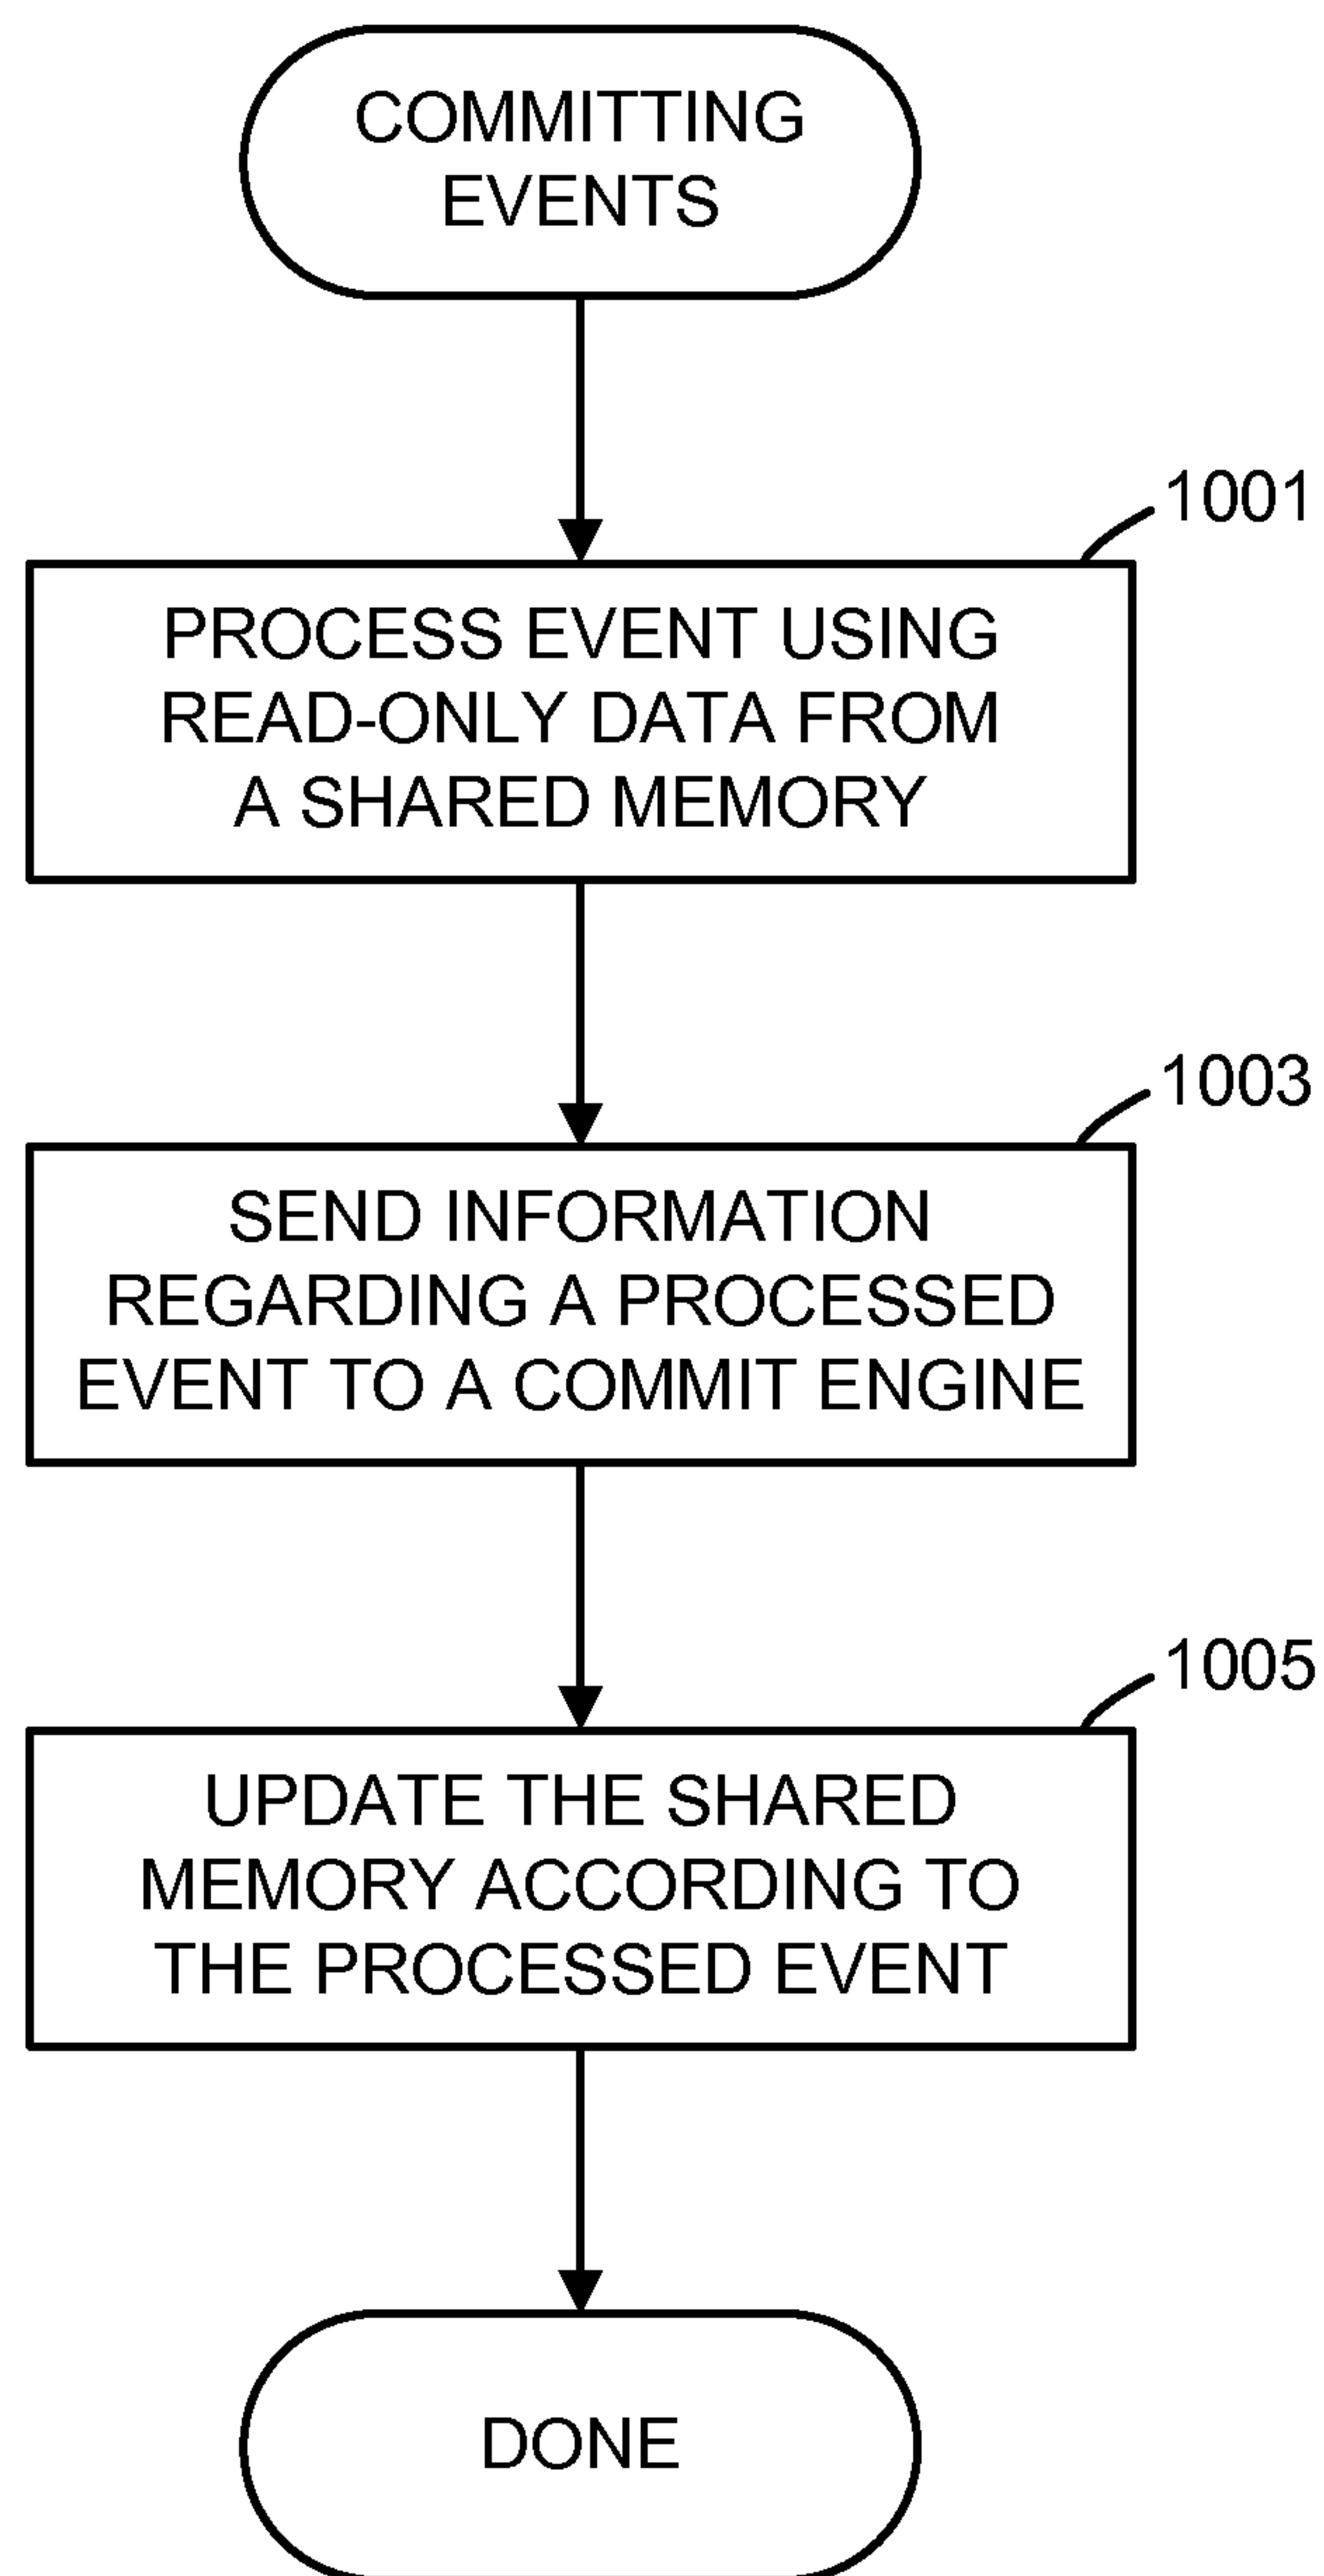 COMMITTING
EVENTS
1001
PROCESS EVENT USING
READ-ONLY DATA FROM
A SHARED MEMORY
1003
SEND INFORMATION
REGARDING A PROCESSED
EVENT TO A COMMIT ENGINE
1005
UPDATE THE SHARED
MEMORY ACCORDING TO
THE PROCESSED EVENT
DONE